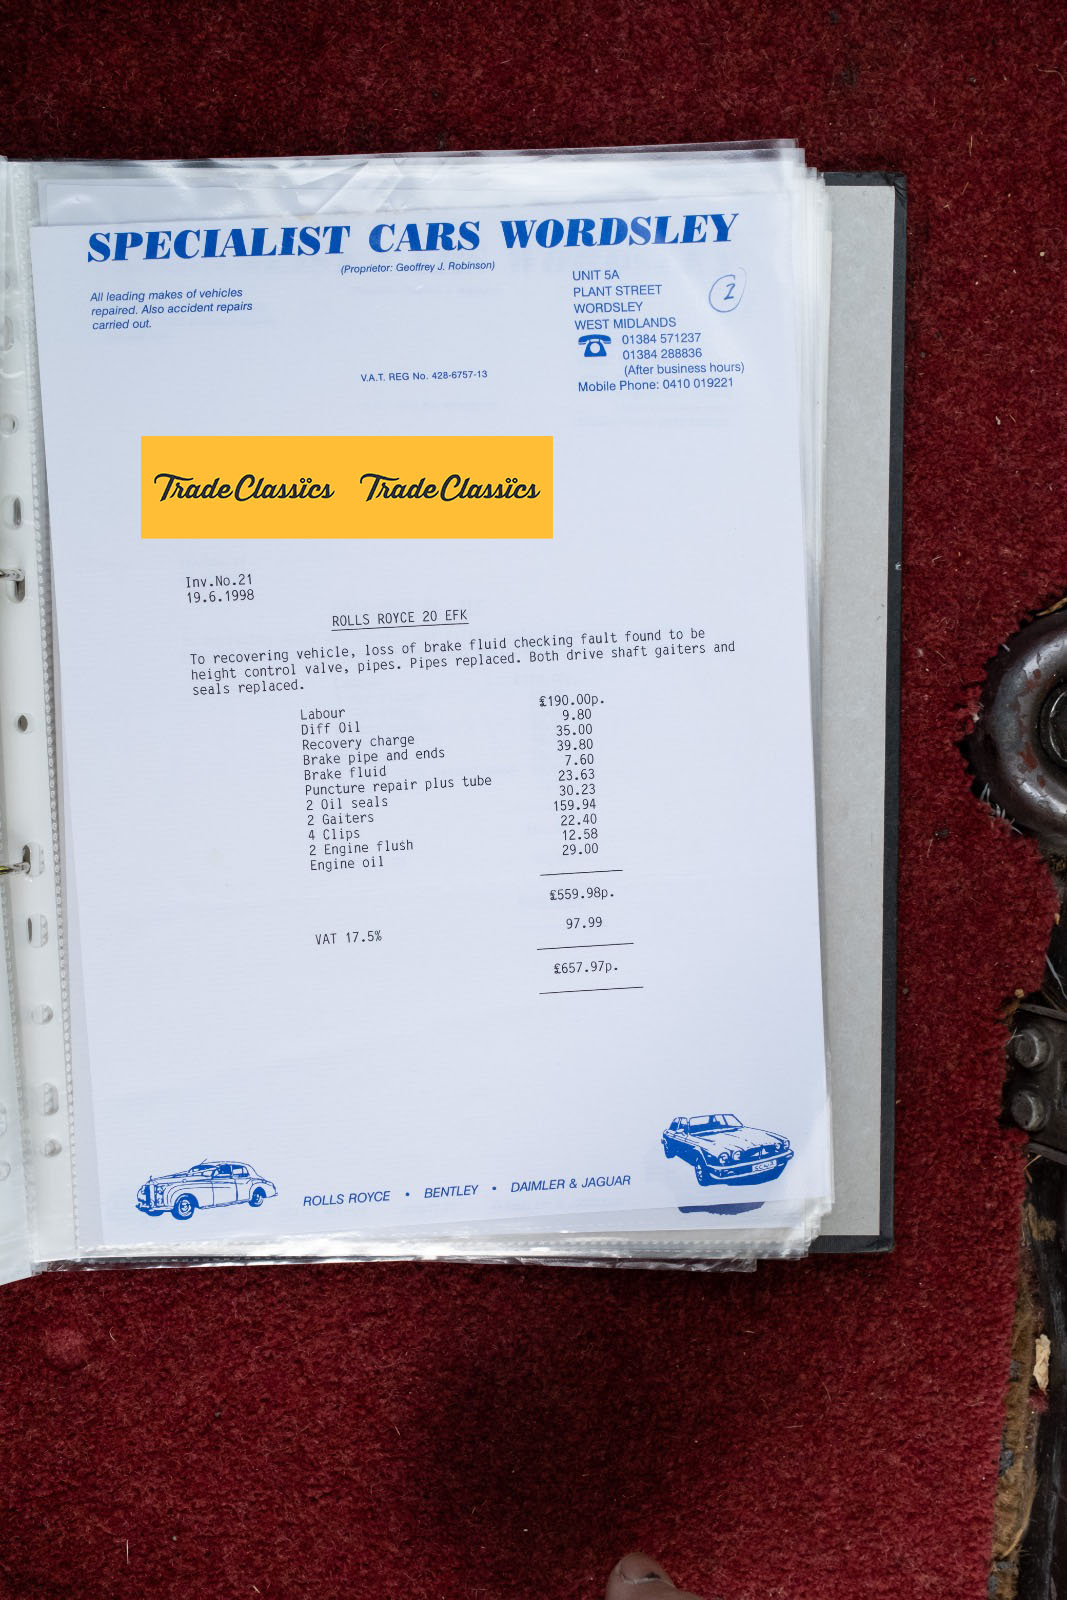 SPECIALIST CARS WORDSLEY
(Proprietor: Geoffrey J. Robinson)
All leading makes of vehicles
repaired. Also accident repairs
carried out.
UNIT 5A
PLANT STREET
WORDSLEY
WEST MIDLANDS
01384 571237
01384 288836
(After business hours)
Mobile Phone: 0410 019221
2
V.A.T. REG No. 428-6757-13
TradeClassics TradeClassics
Inv.No.21
19.6.1998
ROLLS ROYCE 20 EFK
To recovering vehicle, loss of brake fluid checking fault found to be
height control valve, pipes. Pipes replaced. Both drive shaft gaiters and
seals replaced.
Labour £190.00p.
Diff Oil 9.80
Recovery charge 35.00
Brake pipe and ends 39.80
Brake fluid 7.60
Puncture repair plus tube 23.63
2 Oil seals 30.23
2 Gaiters 159.94
4 Clips 22.40
2 Engine flush 12.58
Engine oil 29.00
£559.98p.
VAT 17.5% 97.99
£657.97p.
ROLLS ROYCE • BENTLEY • DAIMLER & JAGUAR